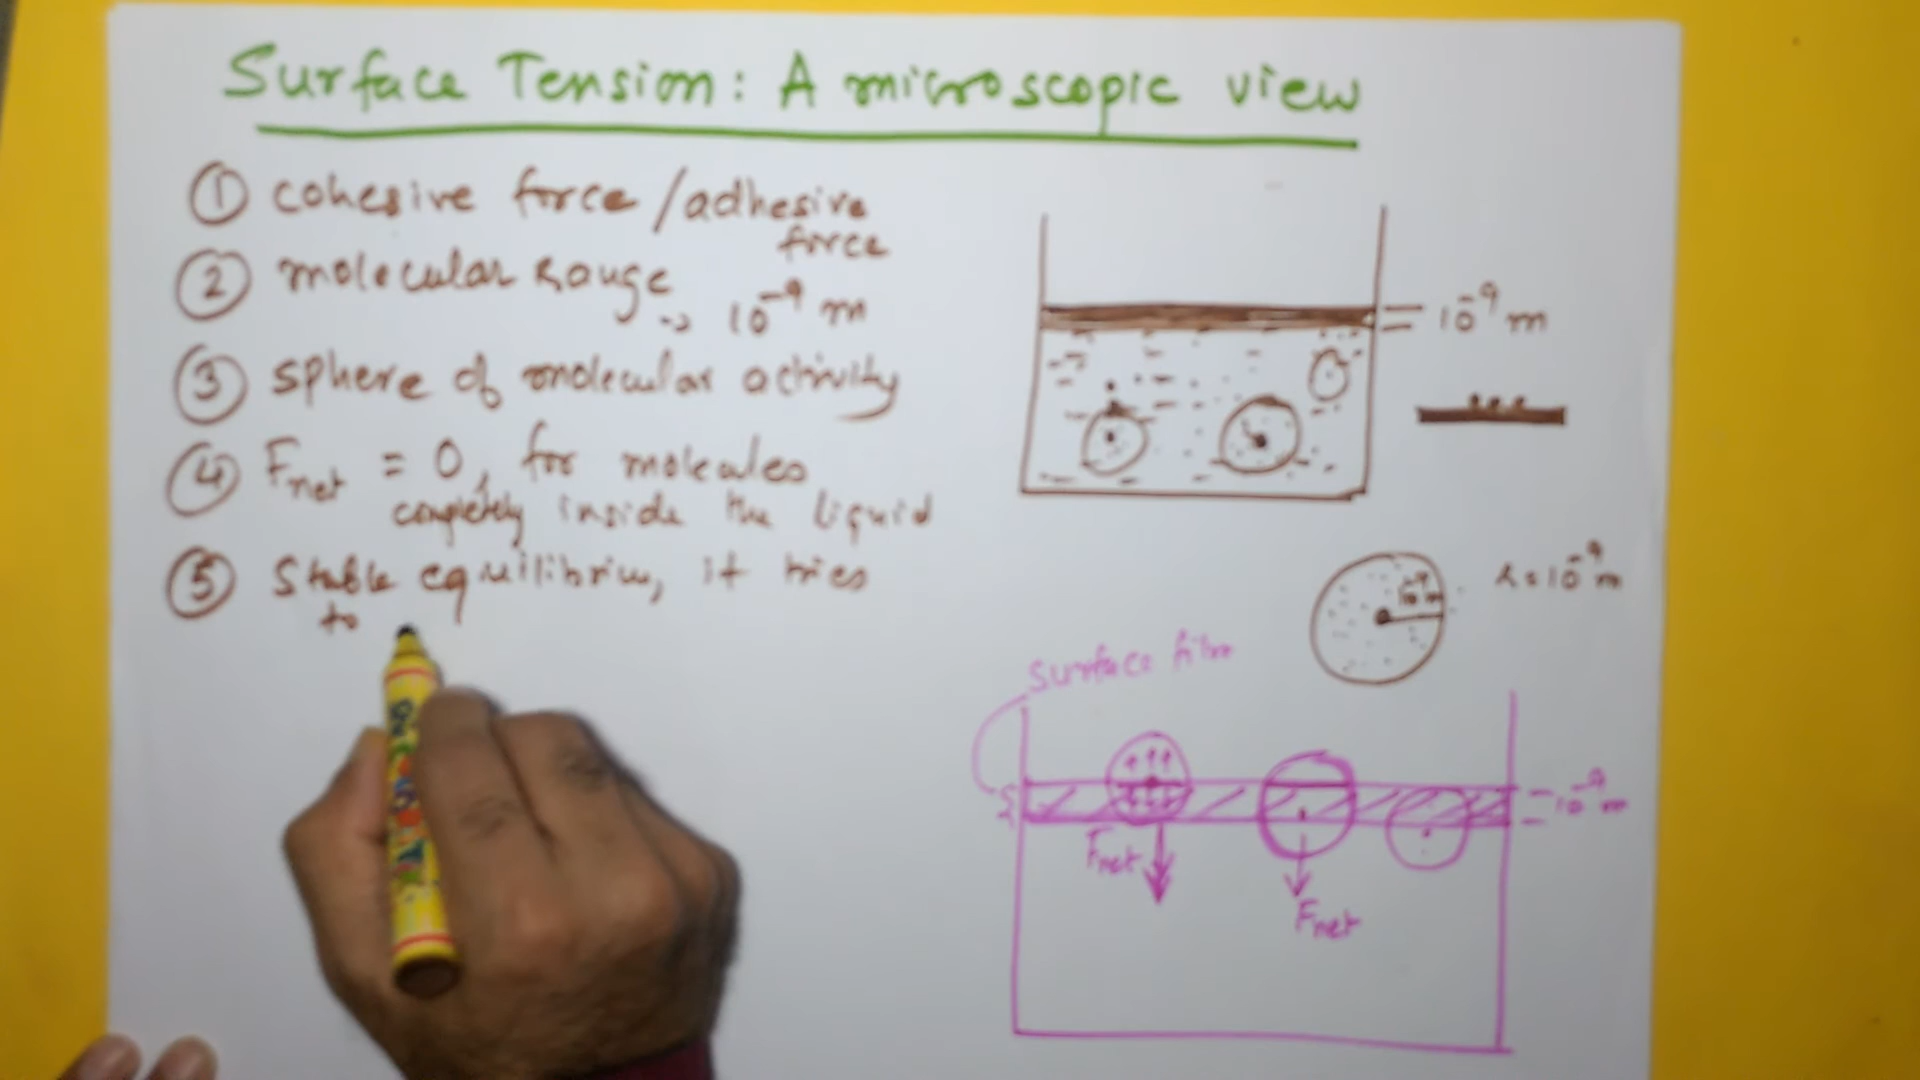 Surface Tension: A microscopic view
① cohesive force/adhesive
force
② molecular range
→ 10⁻⁹ m
③ sphere of molecular activity
④ Fnet = 0, for molecules
completely inside the liquid
⑤ Stable equilibrium, it tries
to
10⁻⁹ m
10⁻⁹ m
r = 10⁻⁹ m
Surface film
10⁻⁹ m
Fnet
Fnet